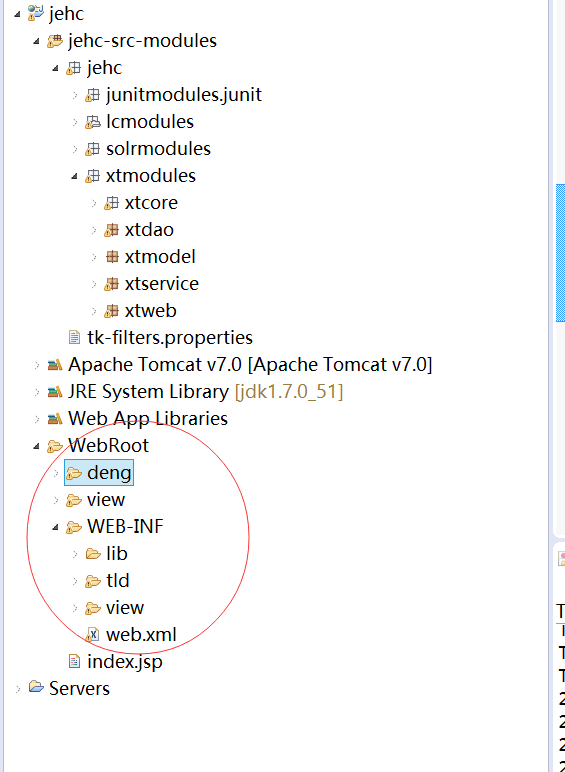 jehc
jehc-src-modules
jehc
junitmodules.junit
lcmodules
solrmodules
xtmodules
xtcore
xtdao
xtmodel
xtservice
xtweb
tk-filters.properties
Apache Tomcat v7.0 [Apache Tomcat v7.0]
JRE System Library [jdk1.7.0_51]
Web App Libraries
WebRoot
deng
view
WEB-INF
lib
tld
view
web.xml
index.jsp
Servers